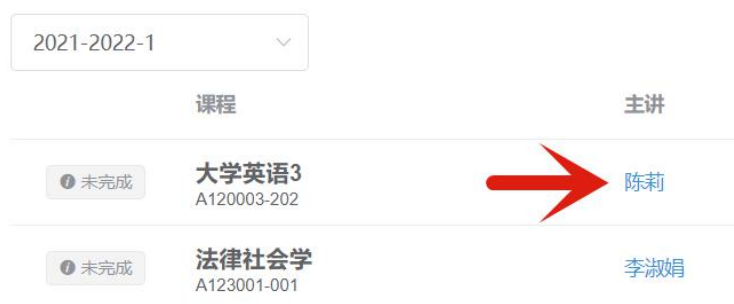 2021-2022-1
课程 主讲
未完成 大学英语3 陈莉
A120003-202
未完成 法律社会学 李淑娟
A123001-001